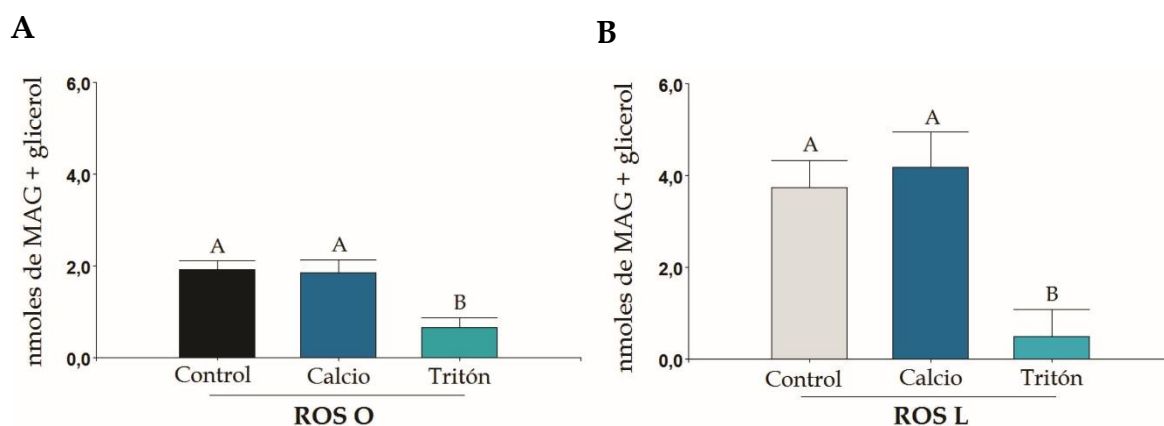 A
nmoles de MAG + glicerol
6,0
4,0
2,0
0,0
A
A
B
Control
Calcio
Tritón
ROS O
B
nmoles de MAG + glicerol
6,0
4,0
2,0
0,0
A
A
B
Control
Calcio
Tritón
ROS L